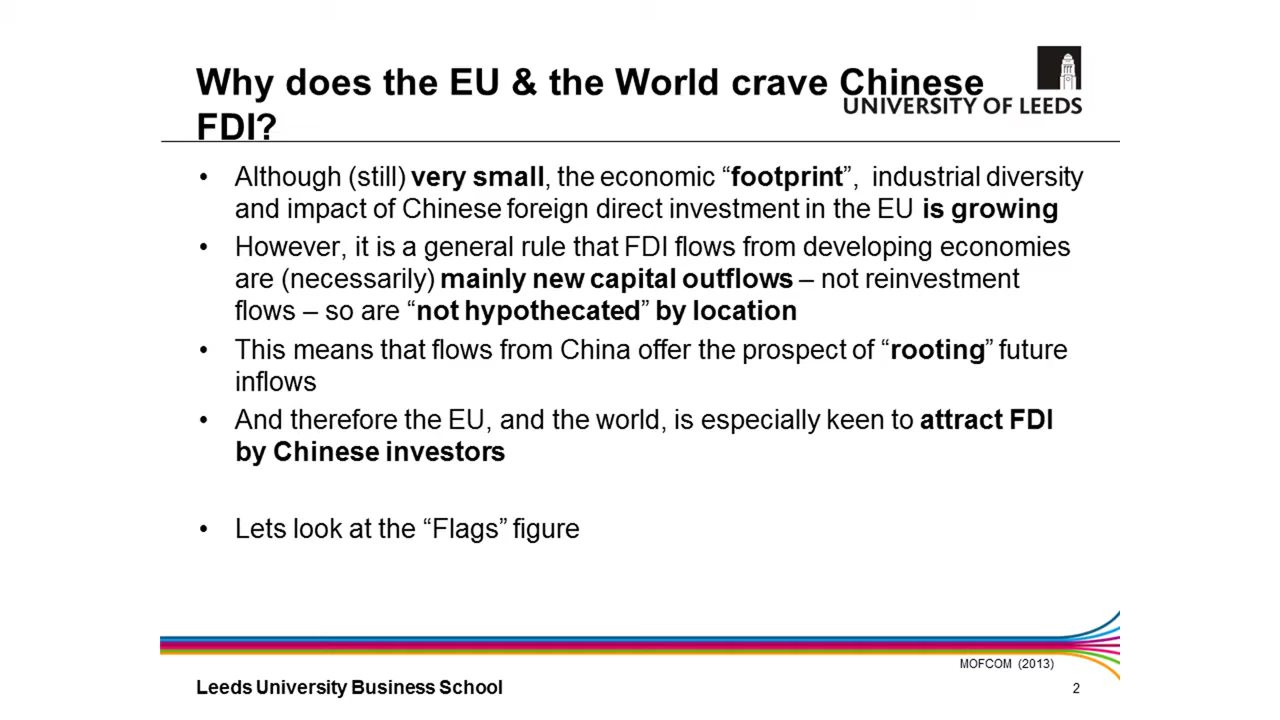 Why does the EU & the World crave Chinese
FDI?
UNIVERSITY OF LEEDS
• Although (still) very small, the economic “footprint”, industrial diversity
and impact of Chinese foreign direct investment in the EU is growing
• However, it is a general rule that FDI flows from developing economies
are (necessarily) mainly new capital outflows – not reinvestment
flows – so are “not hypothecated” by location
• This means that flows from China offer the prospect of “rooting” future
inflows
• And therefore the EU, and the world, is especially keen to attract FDI
by Chinese investors
• Lets look at the “Flags” figure
MOFCOM (2013)
Leeds University Business School
2